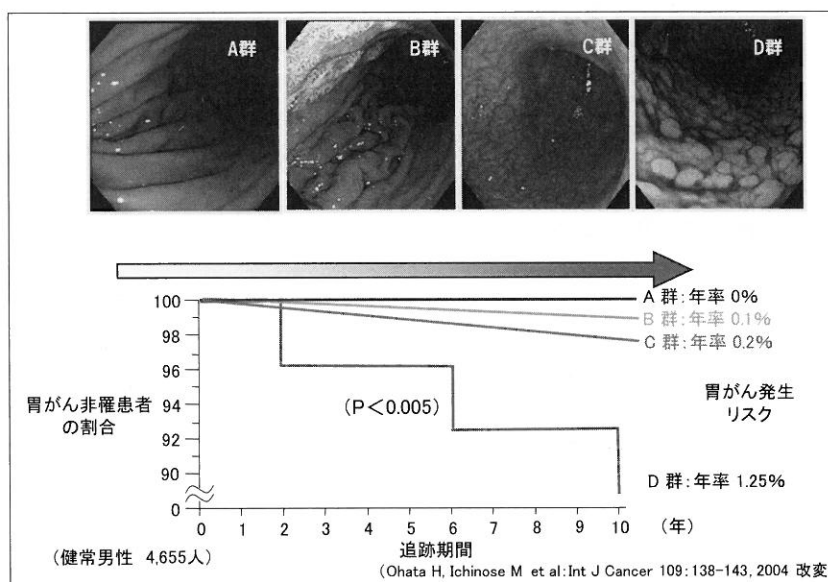 A群
B群
C群
D群
100
98
96
94
92
90
0
胃がん非罹患者
の割合
(P<0.005)
A 群:年率 0%
B 群:年率 0.1%
C 群:年率 0.2%
胃がん発生
リスク
D 群:年率 1.25%
0 1 2 3 4 5 6 7 8 9 10 (年)
追跡期間
(健常男性 4,655人)
(Ohata H, Ichinose M et al:Int J Cancer 109:138-143, 2004 改変